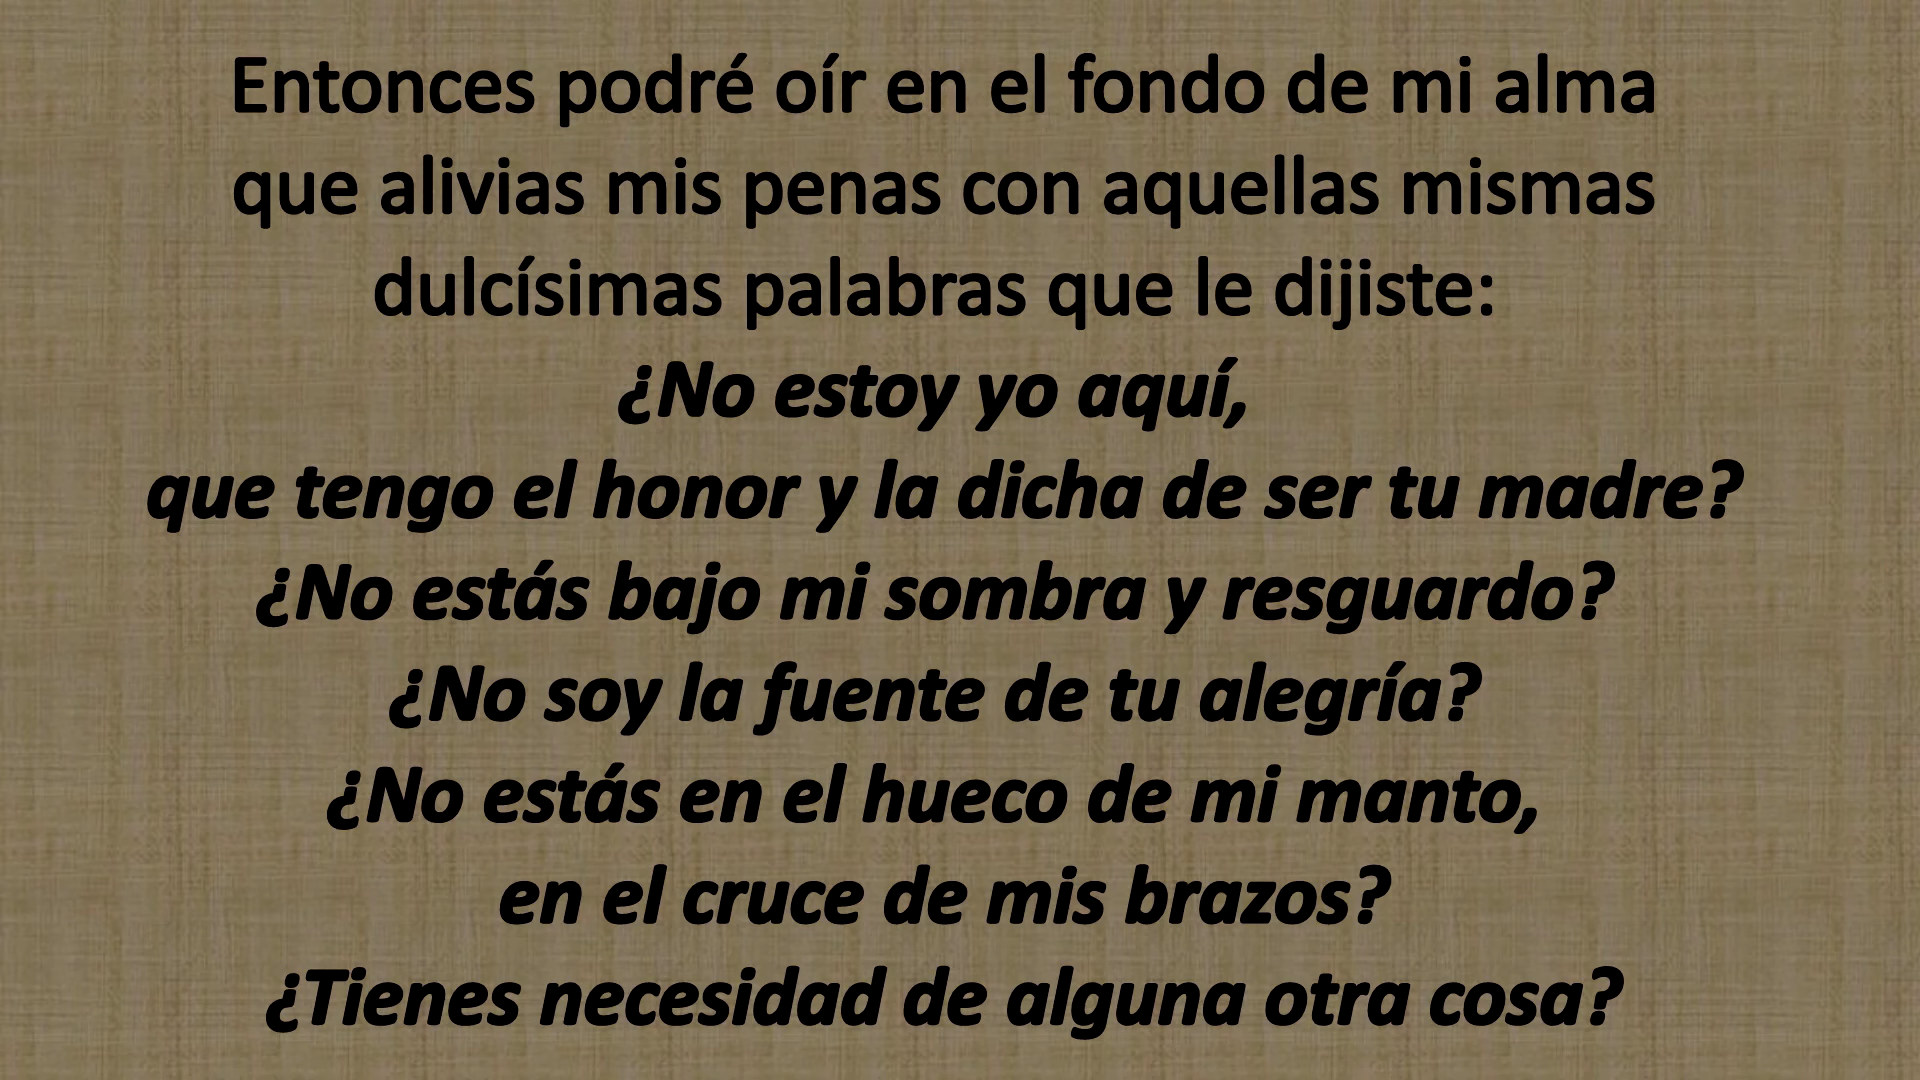 Entonces podré oír en el fondo de mi alma
que alivias mis penas con aquellas mismas
dulcísimas palabras que le dijiste:
¿No estoy yo aquí,
que tengo el honor y la dicha de ser tu madre?
¿No estás bajo mi sombra y resguardo?
¿No soy la fuente de tu alegría?
¿No estás en el hueco de mi manto,
en el cruce de mis brazos?
¿Tienes necesidad de alguna otra cosa?